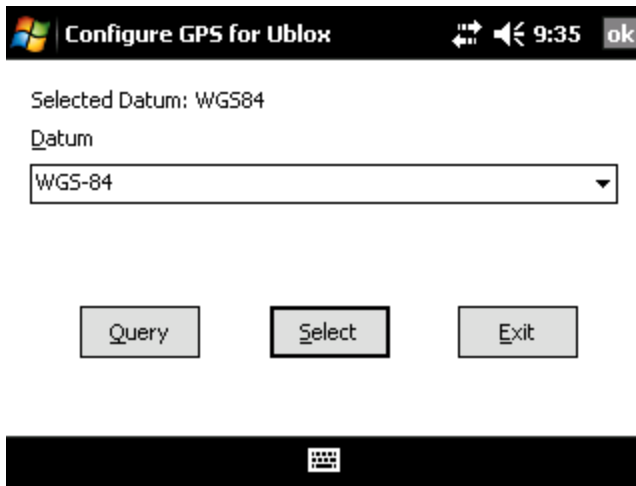 Configure GPS for Ublox 9:35 ok
Selected Datum: WGS84
Datum
WGS-84
Query Select Exit